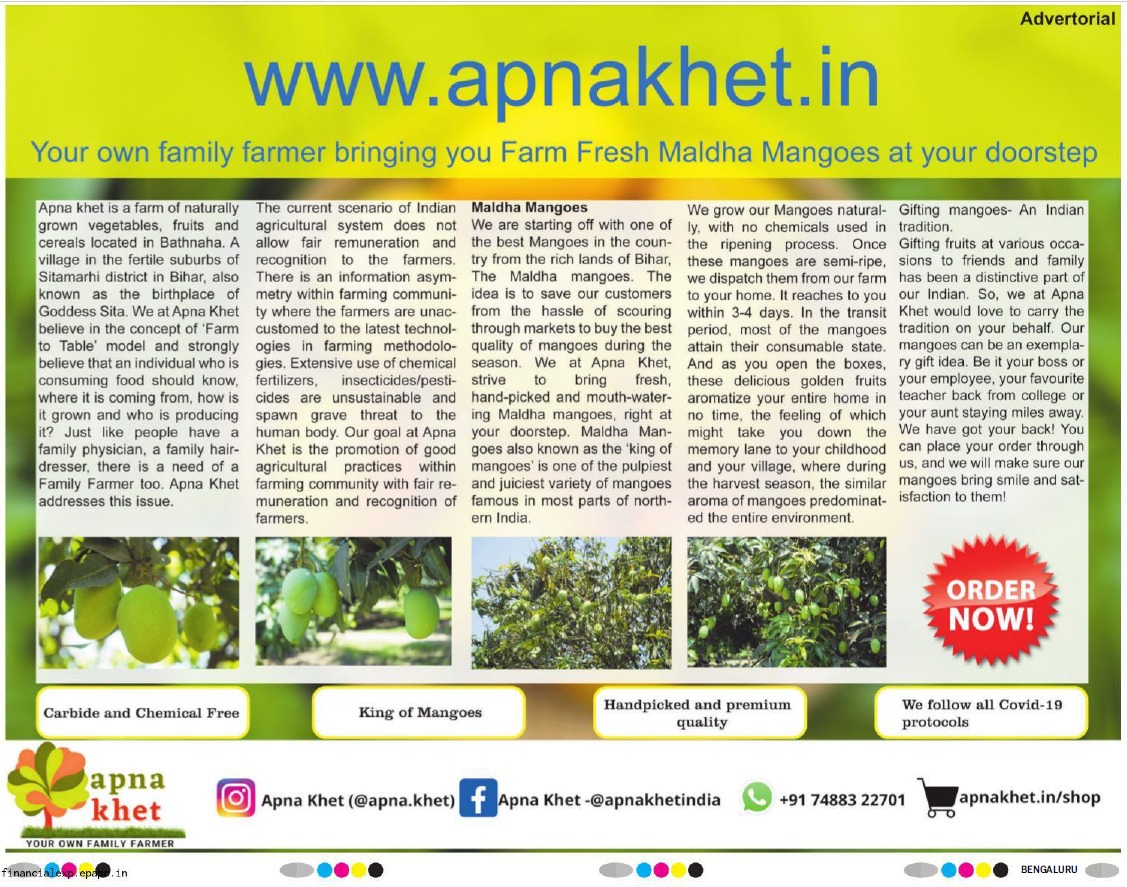 Advertorial
www.apnakhet.in
Your own family farmer bringing you Farm Fresh Maldha Mangoes at your doorstep
Apna khet is a farm of naturally
grown vegetables, fruits and
cereals located in Bathnaha. A
village in the fertile suburbs of
Sitamarhi district in Bihar, also
known as the birthplace of
Goddess Sita. We at Apna Khet
believe in the concept of ‘Farm
to Table’ model and strongly
believe that an individual who is
consuming food should know,
where it is coming from, how is
it grown and who is producing
it? Just like people have a
family physician, a family hair-
dresser, there is a need of a
Family Farmer too. Apna Khet
addresses this issue.
The current scenario of Indian
agricultural system does not
allow fair remuneration and
recognition to the farmers.
There is an information asym-
metry within farming communi-
ty where the farmers are unac-
customed to the latest technol-
ogies in farming methodolo-
gies. Extensive use of chemical
fertilizers, insecticides/pesti-
cides are unsustainable and
spawn grave threat to the
human body. Our goal at Apna
Khet is the promotion of good
agricultural practices within
farming community with fair re-
muneration and recognition of
farmers.
Maldha Mangoes
We are starting off with one of
the best Mangoes in the coun-
try from the rich lands of Bihar,
The Maldha mangoes. The
idea is to save our customers
from the hassle of scouring
through markets to buy the best
quality of mangoes during the
season. We at Apna Khet,
strive to bring fresh,
hand-picked and mouth-water-
ing Maldha mangoes, right at
your doorstep. Maldha Man-
goes also known as the ‘king of
mangoes’ is one of the pulpiest
and juiciest variety of mangoes
famous in most parts of north-
ern India.
We grow our Mangoes natural-
ly, with no chemicals used in
the ripening process. Once
these mangoes are semi-ripe,
we dispatch them from our farm
to your home. It reaches to you
within 3-4 days. In the transit
period, most of the mangoes
attain their consumable state.
And as you open the boxes,
these delicious golden fruits
aromatize your entire home in
no time, the feeling of which
might take you down the
memory lane to your childhood
and your village, where during
the harvest season, the similar
aroma of mangoes predominat-
ed the entire environment.
Gifting mangoes- An Indian
tradition.
Gifting fruits at various occa-
sions to friends and family
has been a distinctive part of
our Indian. So, we at Apna
Khet would love to carry the
tradition on your behalf. Our
mangoes can be an exempla-
ry gift idea. Be it your boss or
your employee, your favourite
teacher back from college or
your aunt staying miles away.
We have got your back! You
can place your order through
us, and we will make sure our
mangoes bring smile and sat-
isfaction to them!
ORDER
NOW!
Carbide and Chemical Free
King of Mangoes
Handpicked and premium
quality
We follow all Covid-19
protocols
apna
khet
YOUR OWN FAMILY FARMER
Apna Khet (@apna.khet)
Apna Khet -@apnakhetindia
+91 74883 22701
apnakhet.in/shop
financialexp.epapr.in
BENGALURU